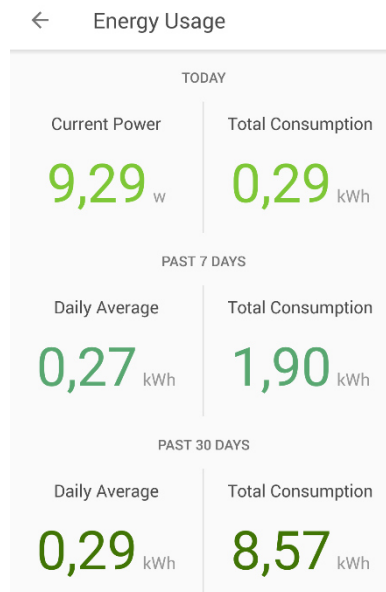 Energy Usage
TODAY
Current Power
Total Consumption
9,29 w
0,29 kWh
PAST 7 DAYS
Daily Average
Total Consumption
0,27 kWh
1,90 kWh
PAST 30 DAYS
Daily Average
Total Consumption
0,29 kWh
8,57 kWh